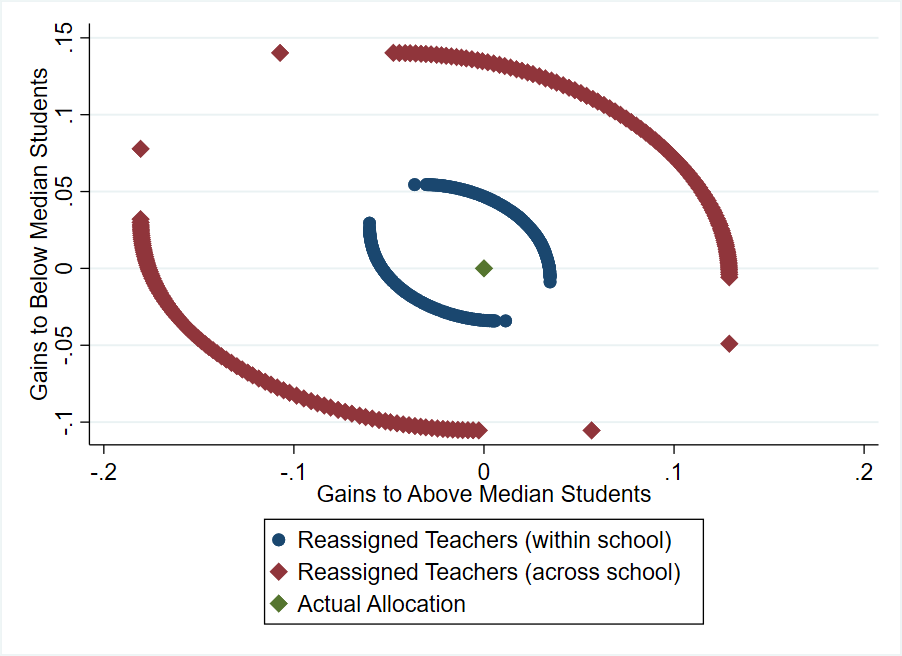 .15
.1
.05
0
-.05
-.1
Gains to Below Median Students
-.2
-.1
0
.1
.2
Gains to Above Median Students
Reassigned Teachers (within school)
Reassigned Teachers (across school)
Actual Allocation